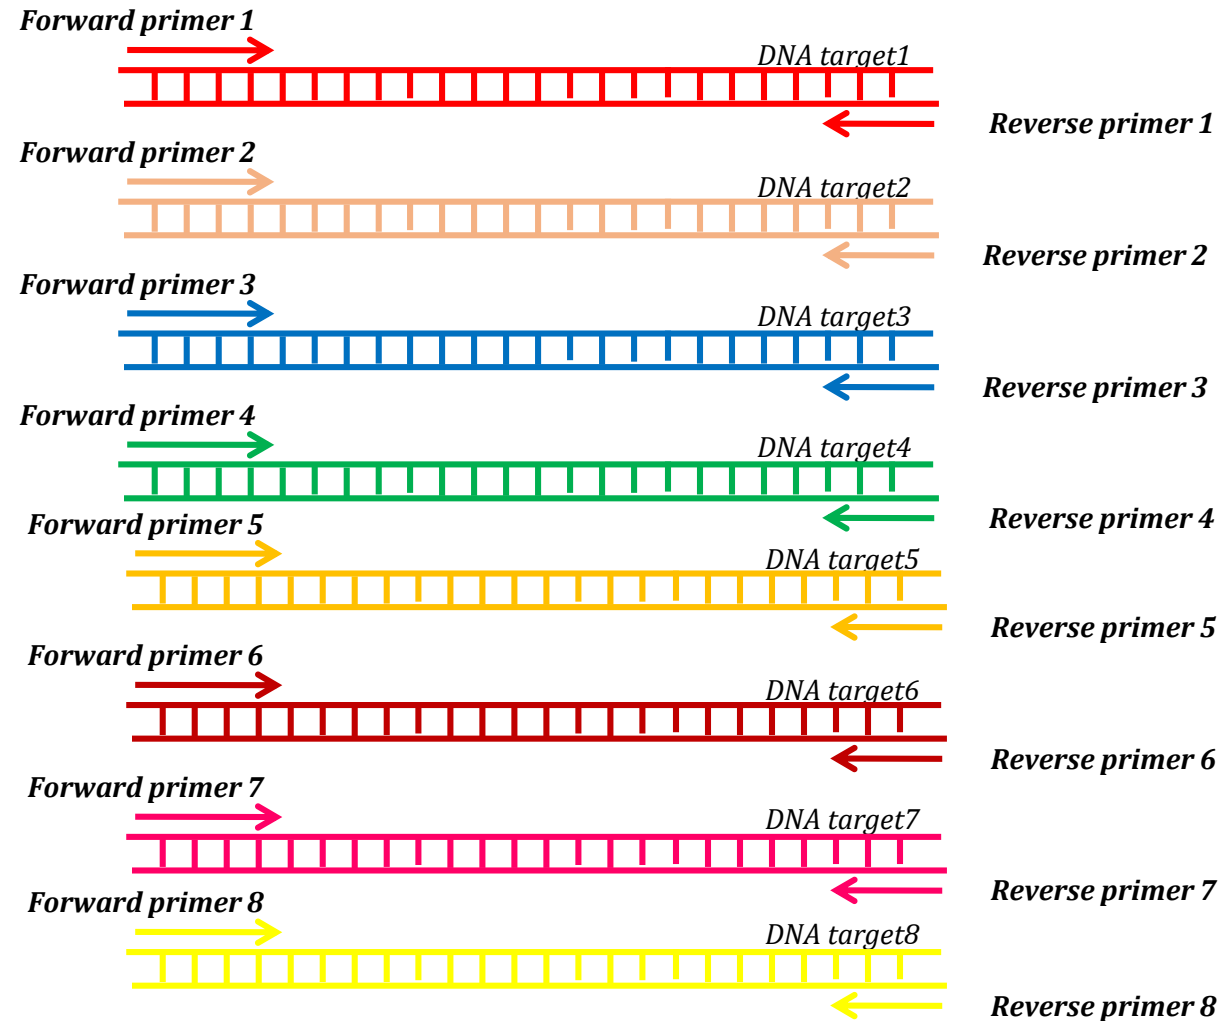 Forward primer 1
DNA target1
Reverse primer 1
Forward primer 2
DNA target2
Reverse primer 2
Forward primer 3
DNA target3
Reverse primer 3
Forward primer 4
DNA target4
Reverse primer 4
Forward primer 5
DNA target5
Reverse primer 5
Forward primer 6
DNA target6
Reverse primer 6
Forward primer 7
DNA target7
Reverse primer 7
Forward primer 8
DNA target8
Reverse primer 8